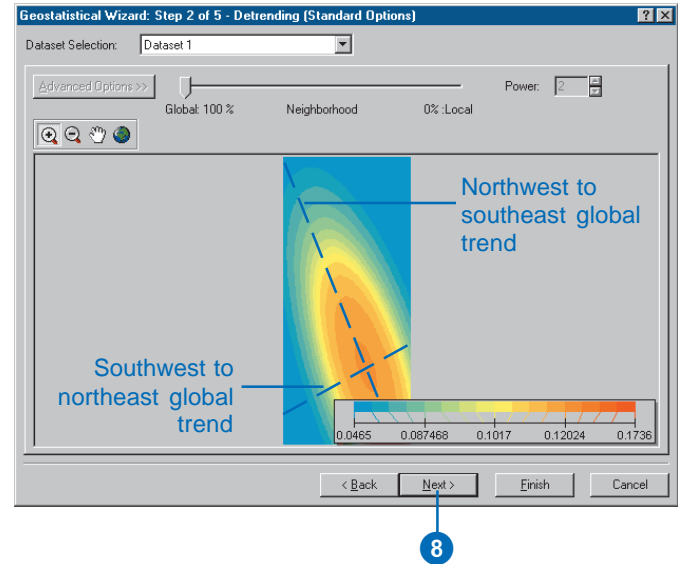 Geostatistical Wizard: Step 2 of 5 - Detrending (Standard Options)
Dataset Selection: Dataset 1
Advanced Options >> Power: 2
Global: 100 % Neighborhood 0% :Local
Northwest to
southeast global
trend
Southwest to
northeast global
trend
0.0465 0.087468 0.1017 0.12024 0.1736
< Back Next > Finish Cancel
8